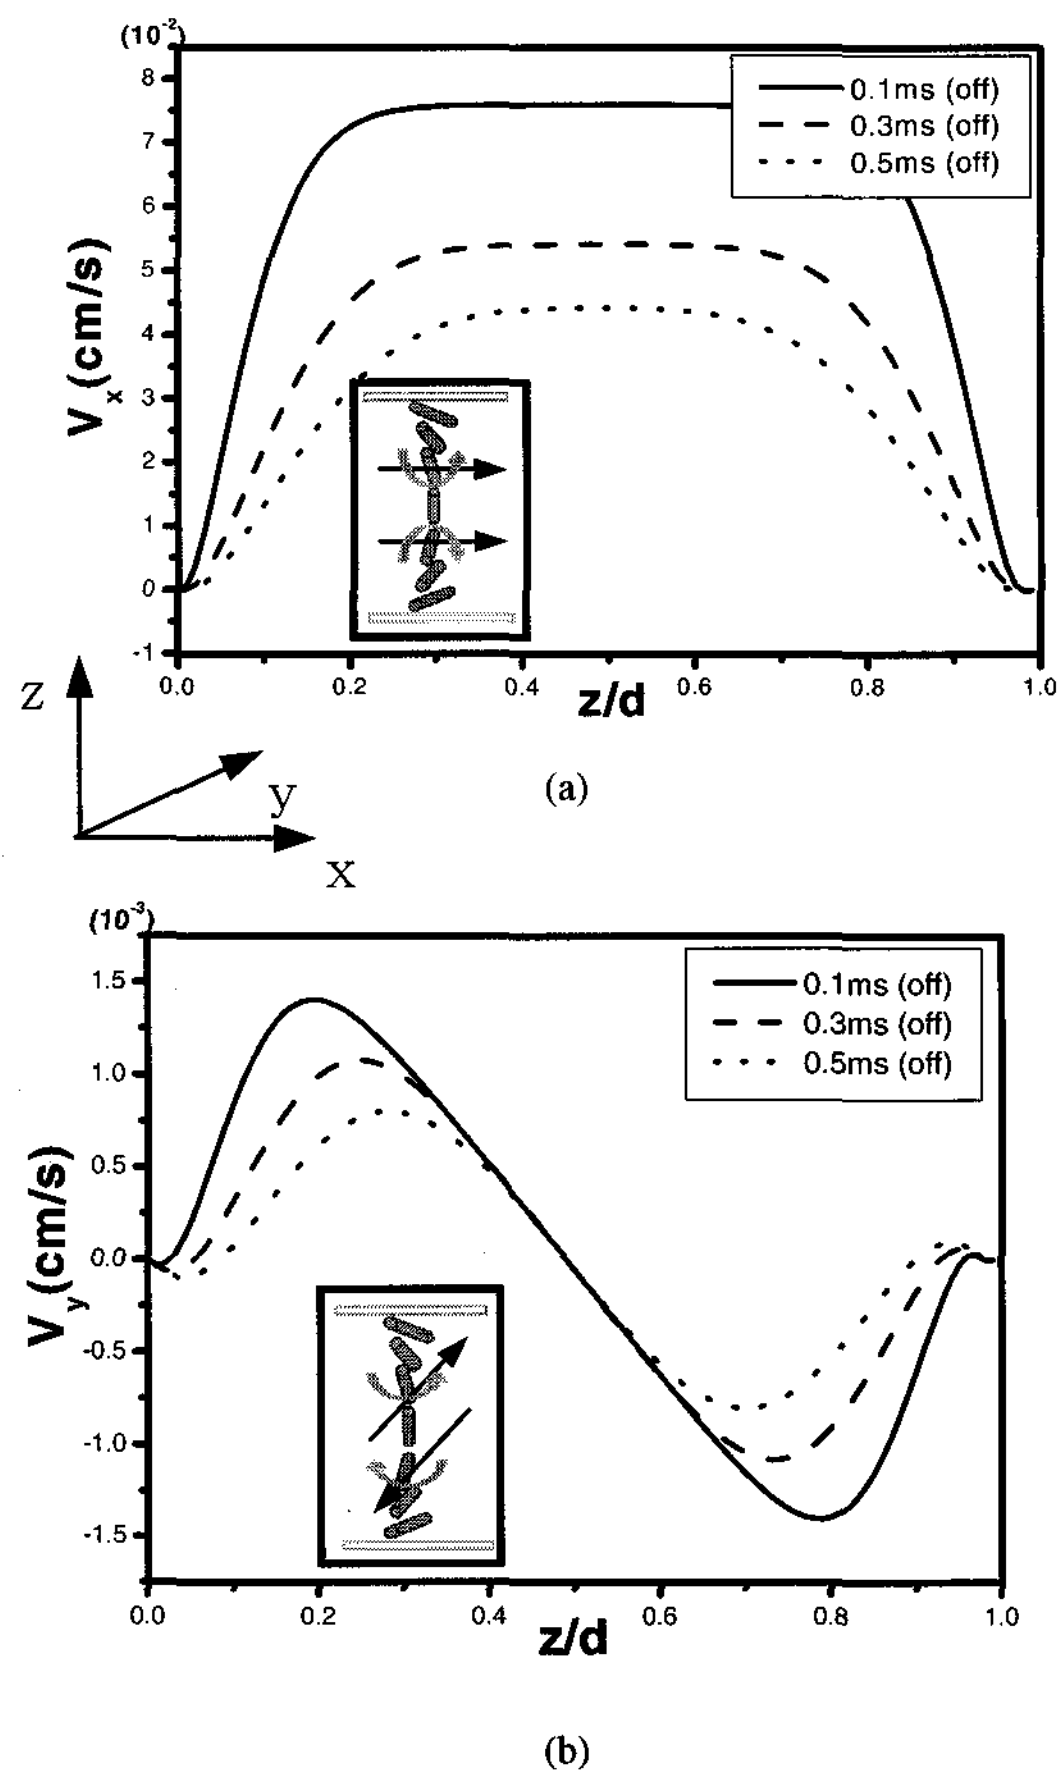 (10⁻²)
8
7
6
5
4
3
2
1
0
-1
V_x(cm/s)
0.1ms (off)
0.3ms (off)
0.5ms (off)
0.0 0.2 0.4 0.6 0.8 1.0
z/d
(a)
Z
y
x
(10⁻³)
1.5
1.0
0.5
0.0
-0.5
-1.0
-1.5
V_y(cm/s)
0.1ms (off)
0.3ms (off)
0.5ms (off)
0.0 0.2 0.4 0.6 0.8 1.0
z/d
(b)